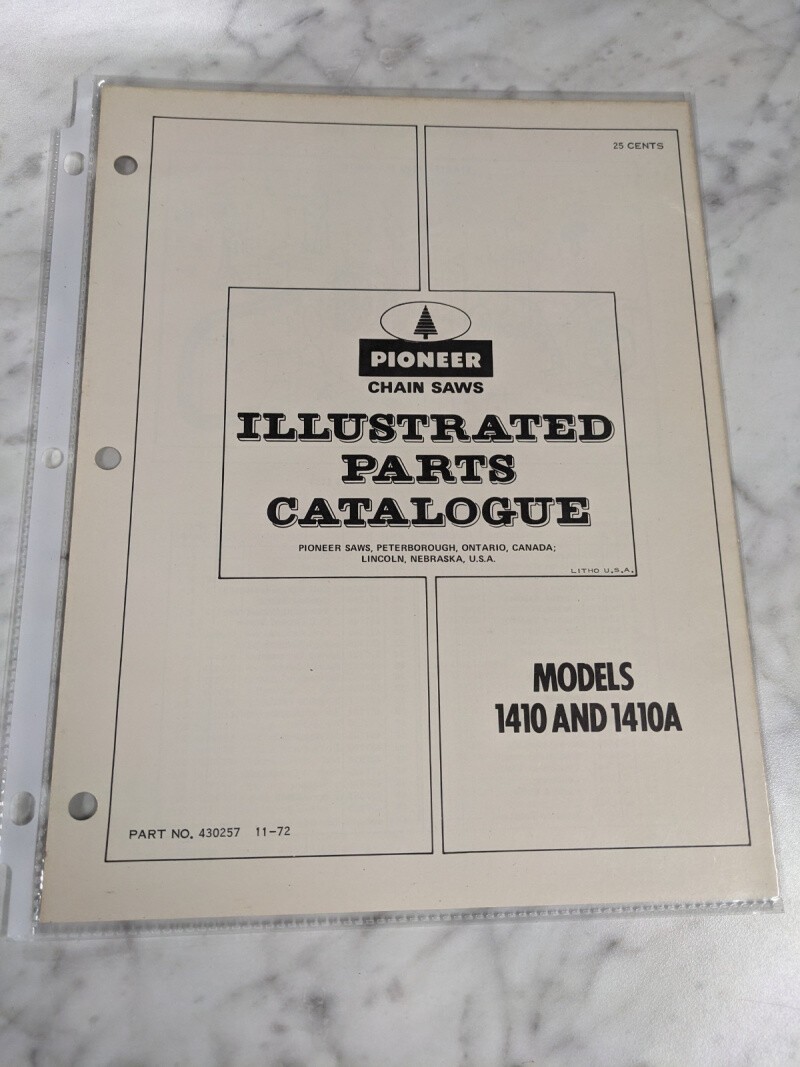 25 CENTS
PIONEER
CHAIN SAWS
ILLUSTRATED
PARTS
CATALOGUE
PIONEER SAWS, PETERBOROUGH, ONTARIO, CANADA;
LINCOLN, NEBRASKA, U.S.A.
LITHO U.S.A.
MODELS
1410 AND 1410A
PART NO. 430257 11-72